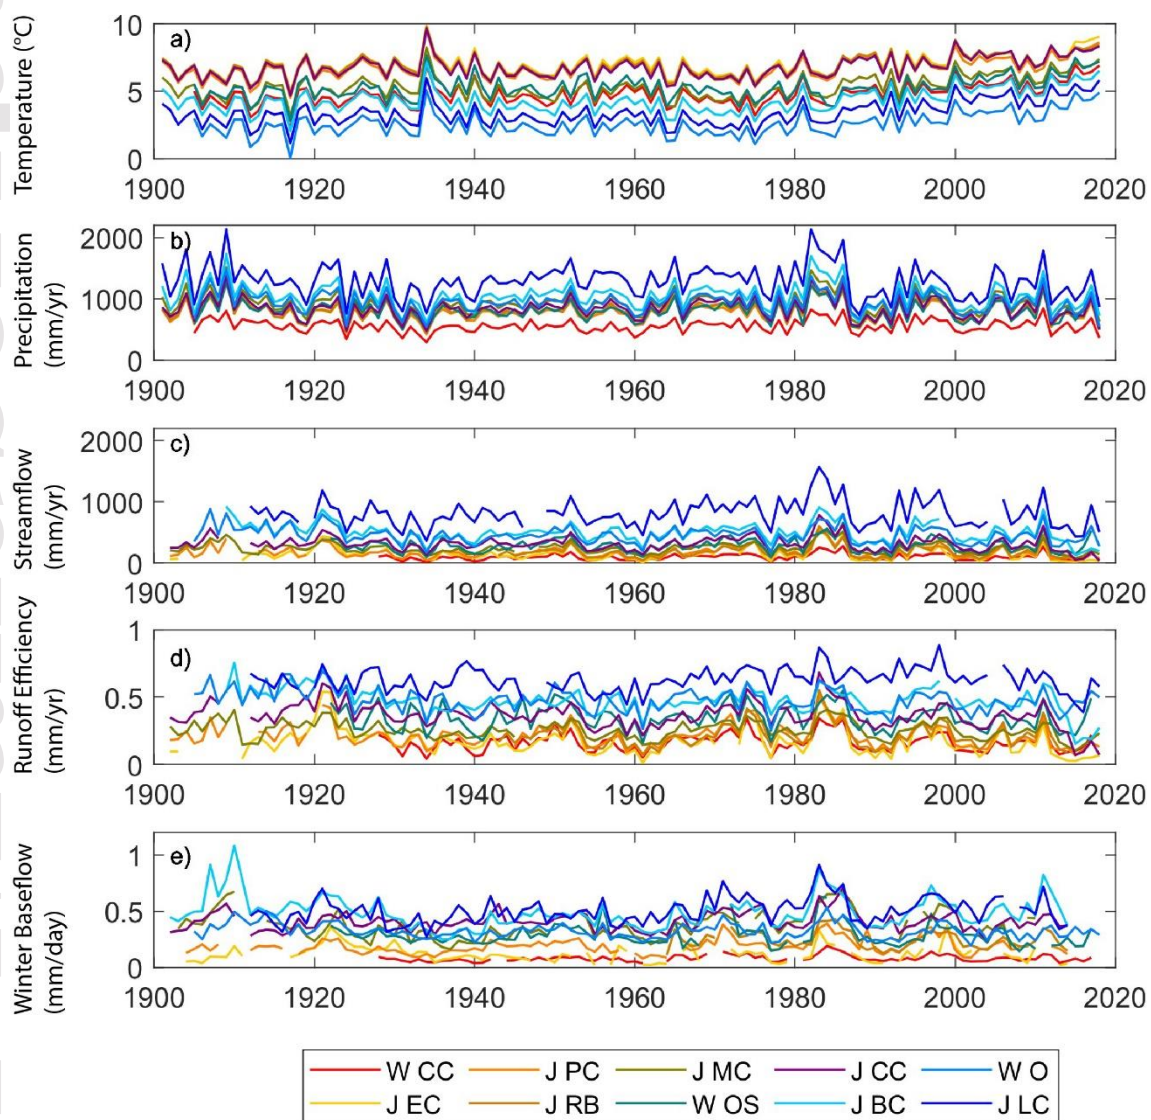 Temperature (°C)
a)
10
5
0
1900 1920 1940 1960 1980 2000 2020
Precipitation
(mm/yr)
b)
2000
1000
0
1900 1920 1940 1960 1980 2000 2020
Streamflow
(mm/yr)
c)
2000
1000
0
1900 1920 1940 1960 1980 2000 2020
Runoff Efficiency
(mm/yr)
d)
1
0.5
0
1900 1920 1940 1960 1980 2000 2020
Winter Baseflow
(mm/day)
e)
1
0.5
0
1900 1920 1940 1960 1980 2000 2020
W CC J PC J MC J CC W O
J EC J RB W OS J BC J LC